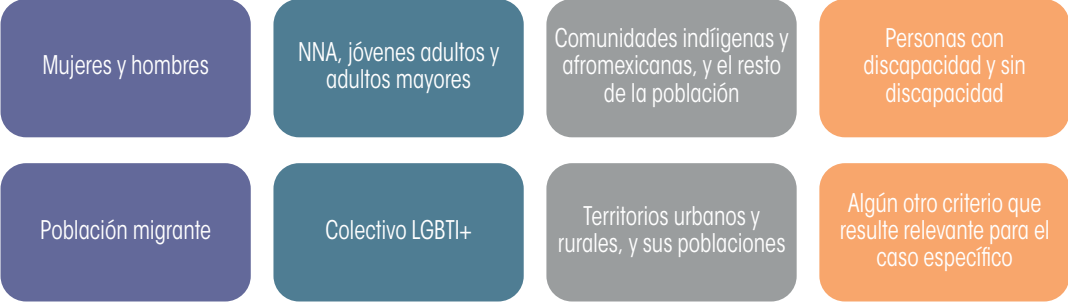 Mujeres y hombres
NNA, jóvenes adultos y
adultos mayores
Comunidades indíigenas y
afromexicanas, y el resto
de la población
Personas con
discapacidad y sin
discapacidad
Población migrante
Colectivo LGBTI+
Territorios urbanos y
rurales, y sus poblaciones
Algún otro criterio que
resulte relevante para el
caso específico